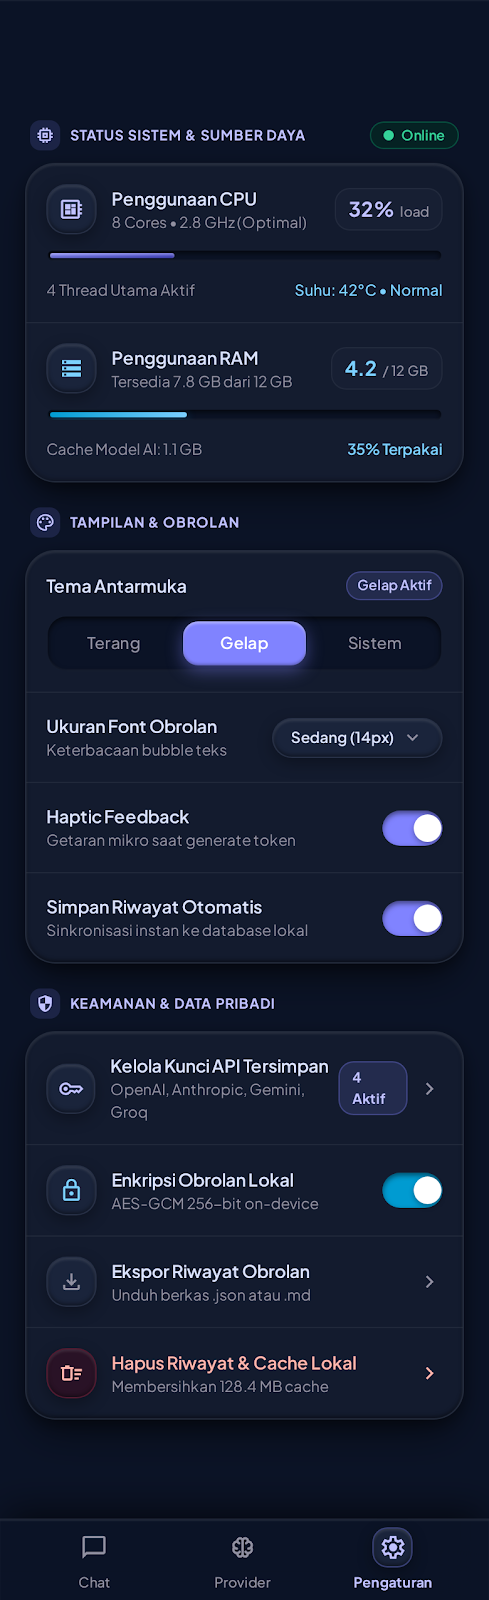 STATUS SISTEM & SUMBER DAYA
Online
Penggunaan CPU
8 Cores • 2.8 GHz (Optimal)
32% load
4 Thread Utama Aktif
Suhu: 42°C • Normal
Penggunaan RAM
Tersedia 7.8 GB dari 12 GB
4.2 / 12 GB
Cache Model AI: 1.1 GB
35% Terpakai
TAMPILAN & OBROLAN
Tema Antarmuka
Gelap Aktif
Terang
Gelap
Sistem
Ukuran Font Obrolan
Keterbacaan bubble teks
Sedang (14px)
Haptic Feedback
Getaran mikro saat generate token
Simpan Riwayat Otomatis
Sinkronisasi instan ke database lokal
KEAMANAN & DATA PRIBADI
Kelola Kunci API Tersimpan
OpenAI, Anthropic, Gemini,
Groq
4
Aktif
Enkripsi Obrolan Lokal
AES-GCM 256-bit on-device
Ekspor Riwayat Obrolan
Unduh berkas .json atau .md
Hapus Riwayat & Cache Lokal
Membersihkan 128.4 MB cache
Chat
Provider
Pengaturan